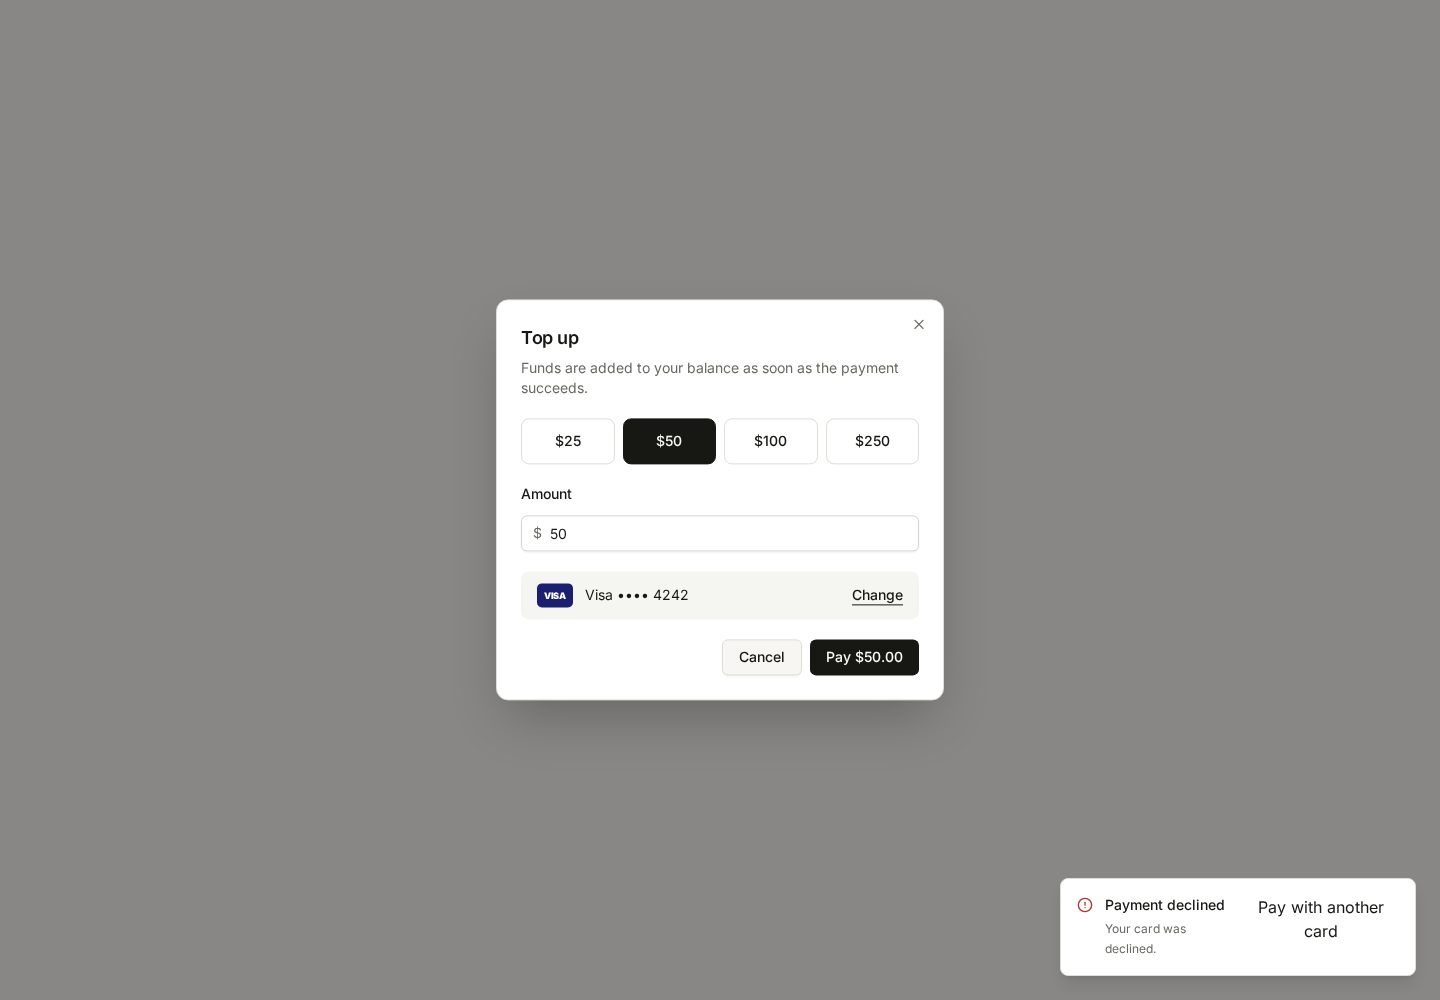 Top up
Funds are added to your balance as soon as the payment
succeeds.
$25
$50
$100
$250
Amount
$ 50
VISA
Visa •••• 4242
Change
Cancel
Pay $50.00
Payment declined
Your card was
declined.
Pay with another
card